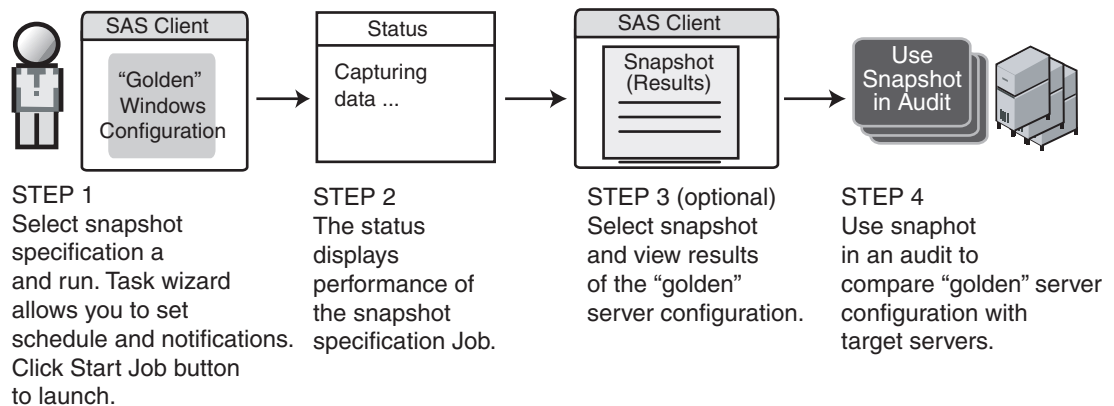 SAS Client
“Golden”
Windows
Configuration
Status
Capturing
data ...
SAS Client
Snapshot
(Results)
Use
Snapshot
in Audit
STEP 1
Select snapshot
specification a
and run. Task wizard
allows you to set
schedule and notifications.
Click Start Job button
to launch.
STEP 2
The status
displays
performance of
the snapshot
specification Job.
STEP 3 (optional)
Select snapshot
and view results
of the “golden”
server configuration.
STEP 4
Use snaphot
in an audit to
compare “golden” server
configuration with
target servers.